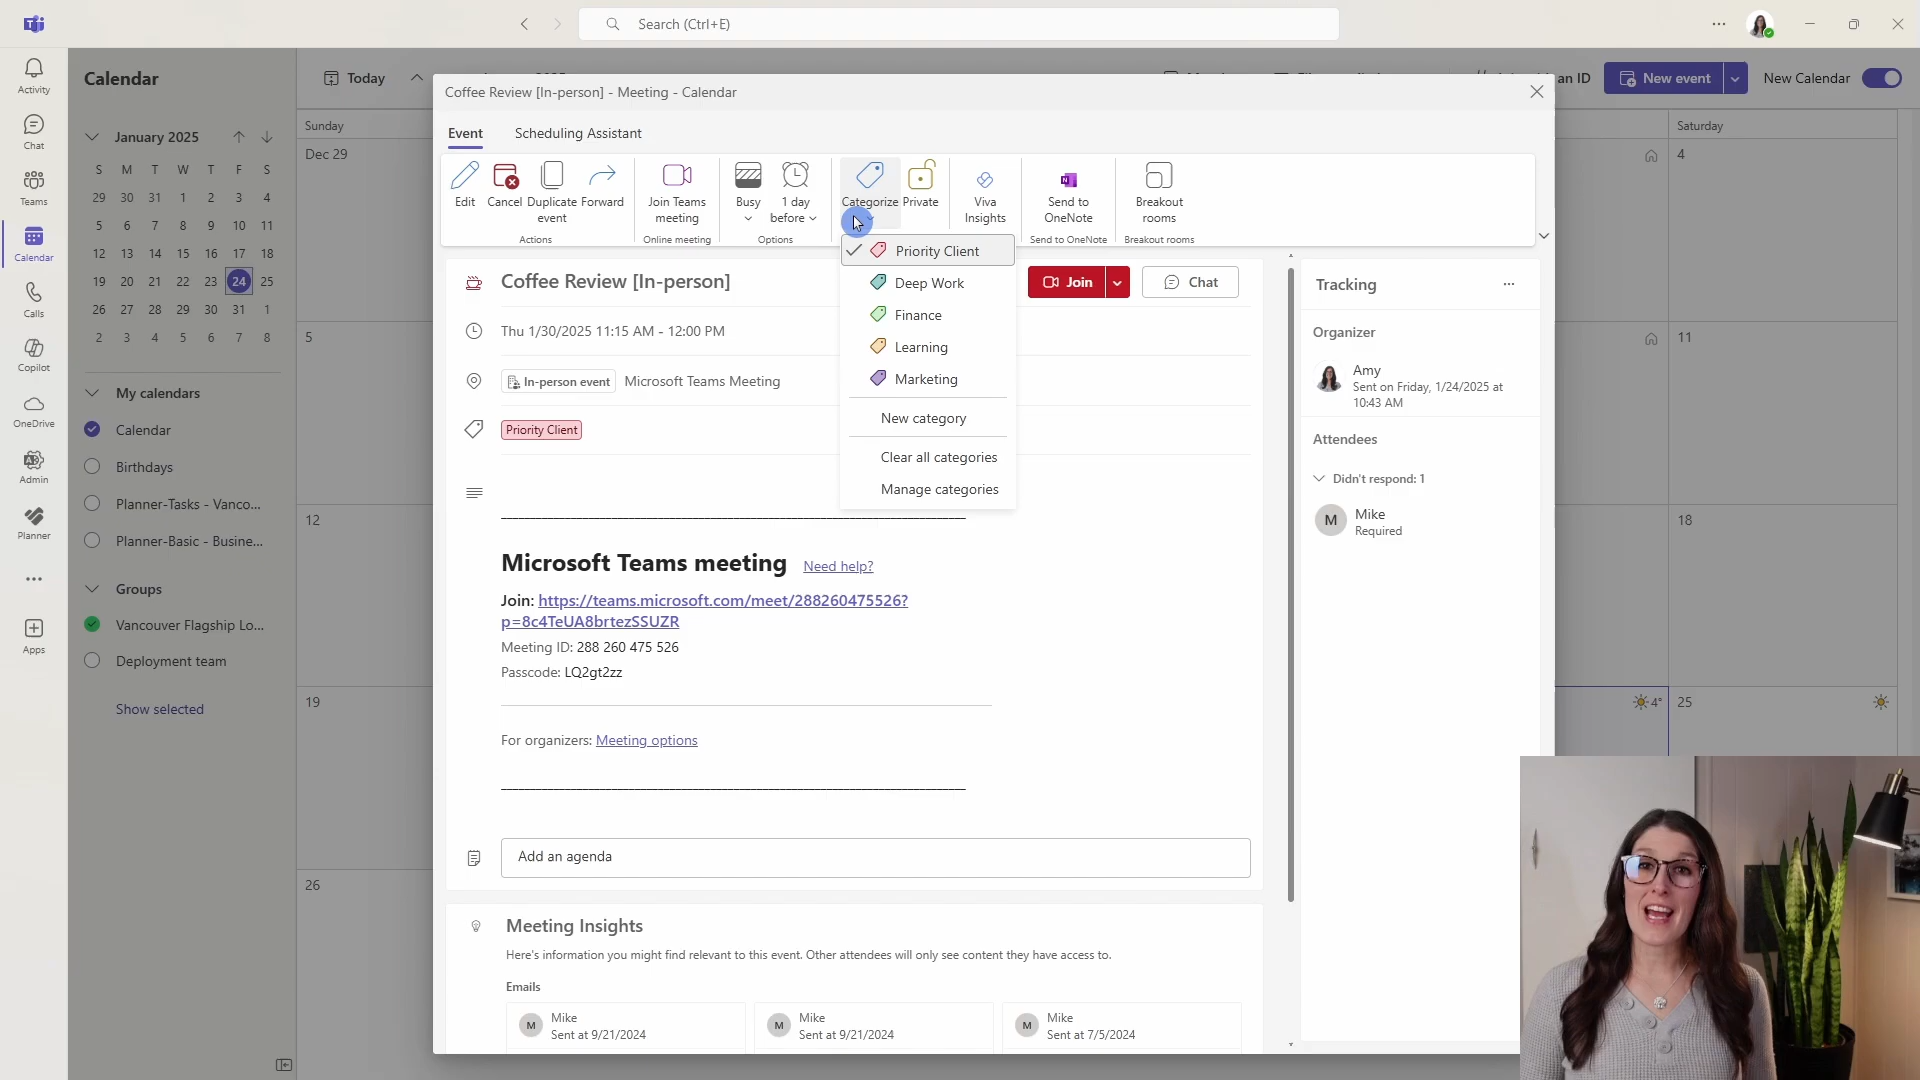 Search (Ctrl+E)
Activity
Chat
Teams
Calendar
Calls
Copilot
OneDrive
Admin
Planner
Apps
Calendar
January 2025
S M T W T F S
29 30 31 1 2 3 4
5 6 7 8 9 10 11
12 13 14 15 16 17 18
19 20 21 22 23 24 25
26 27 28 29 30 31 1
2 3 4 5 6 7 8
My calendars
Calendar
Birthdays
Planner-Tasks - Vanco...
Planner-Basic - Busine...
Groups
Vancouver Flagship Lo...
Deployment team
Show selected
Today
an ID
New event
New Calendar
Sunday
Saturday
Dec 29
4
5
11
12
18
19
4°
25
26
Coffee Review [In-person] - Meeting - Calendar
Event
Scheduling Assistant
Edit
Cancel
Duplicate
event
Forward
Actions
Join Teams
meeting
Online meeting
Busy
1 day
before
Options
Categorize
Private
Viva
Insights
Send to
OneNote
Send to OneNote
Breakout
rooms
Breakout rooms
Priority Client
Deep Work
Finance
Learning
Marketing
New category
Clear all categories
Manage categories
Coffee Review [In-person]
Join
Chat
Thu 1/30/2025 11:15 AM - 12:00 PM
In-person event
Microsoft Teams Meeting
Priority Client
Microsoft Teams meeting
Need help?
Join: https://teams.microsoft.com/meet/288260475526?
p=8c4TeUA8brtezSSUZR
Meeting ID: 288 260 475 526
Passcode: LQ2gt2zz
For organizers: Meeting options
Add an agenda
Meeting Insights
Here's information you might find relevant to this event. Other attendees will only see content they have access to.
Emails
M
Mike
Sent at 9/21/2024
M
Mike
Sent at 9/21/2024
M
Mike
Sent at 7/5/2024
Tracking
Organizer
Amy
Sent on Friday, 1/24/2025 at
10:43 AM
Attendees
Didn't respond: 1
M
Mike
Required